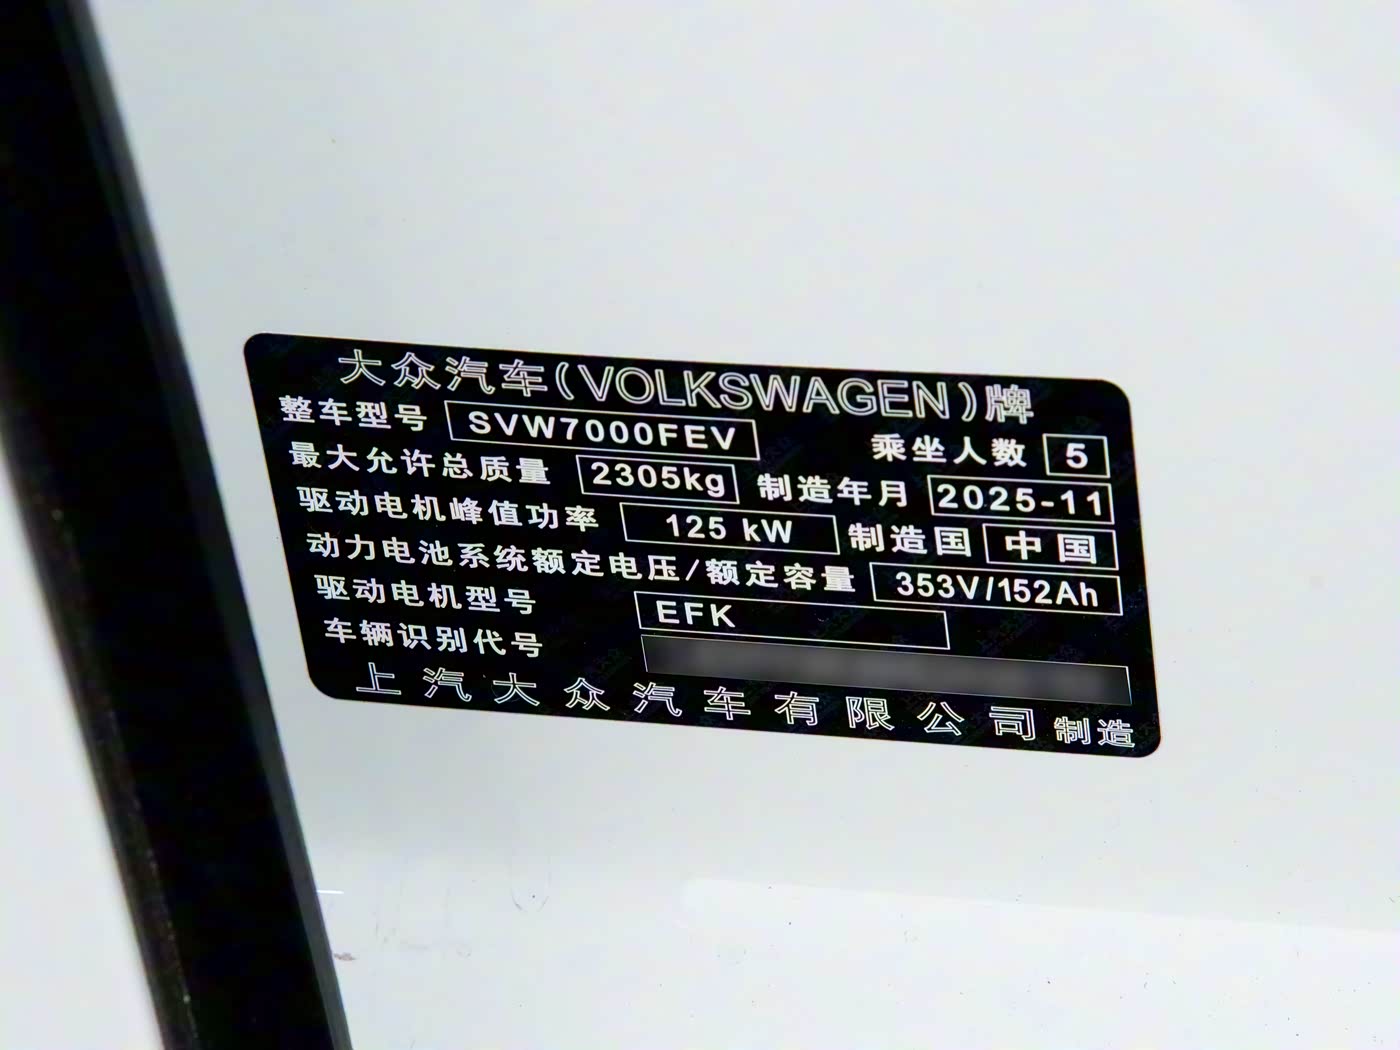 大众汽车(VOLKSWAGEN)牌
整车型号 SVW7000FEV 乘坐人数 5
最大允许总质量 2305kg 制造年月 2025-11
驱动电机峰值功率 125 kW 制造国 中国
动力电池系统额定电压/额定容量 353V/152Ah
驱动电机型号 EFK
车辆识别代号
上汽大众汽车有限公司制造